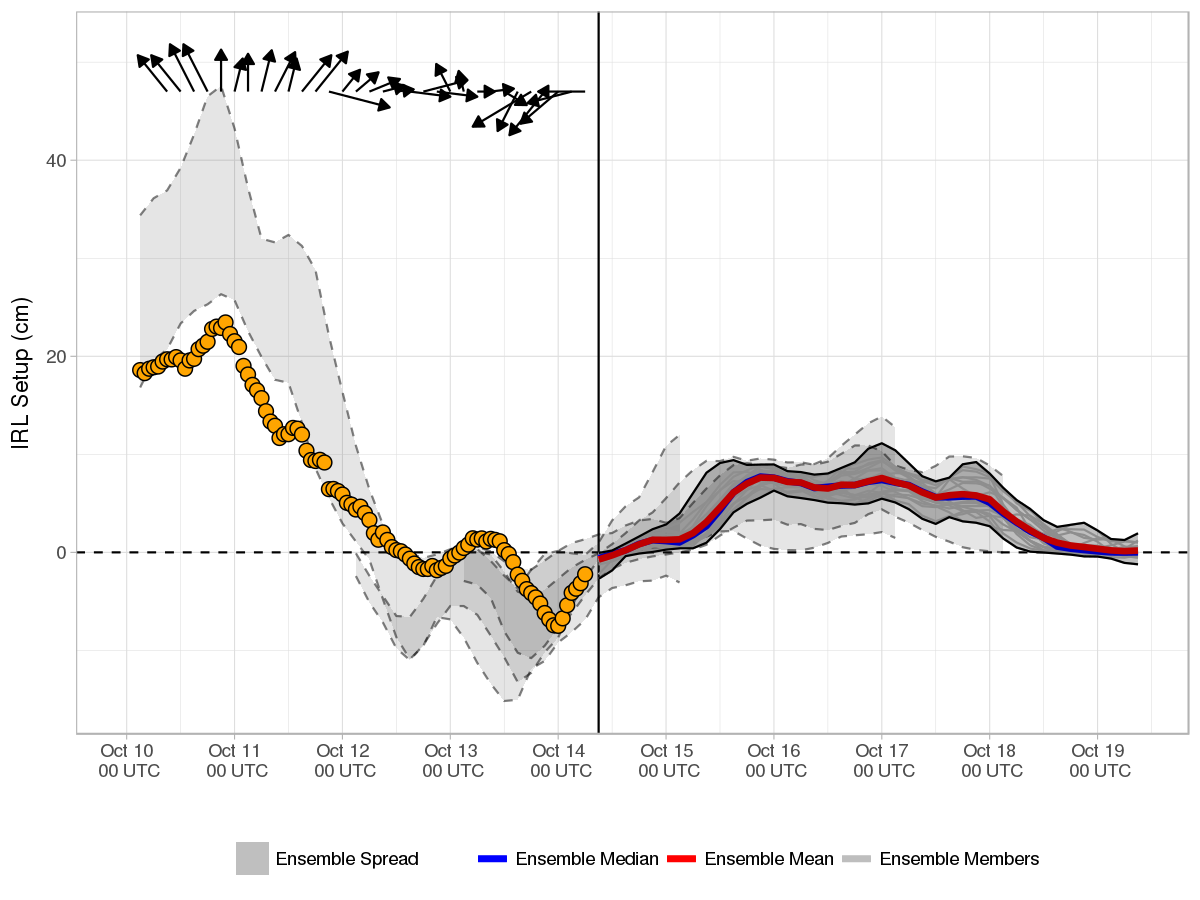 IRL Setup (cm)
40
20
0
Oct 10 Oct 11 Oct 12 Oct 13 Oct 14 Oct 15 Oct 16 Oct 17 Oct 18 Oct 19
00 UTC 00 UTC 00 UTC 00 UTC 00 UTC 00 UTC 00 UTC 00 UTC 00 UTC 00 UTC
Ensemble Spread Ensemble Median Ensemble Mean Ensemble Members